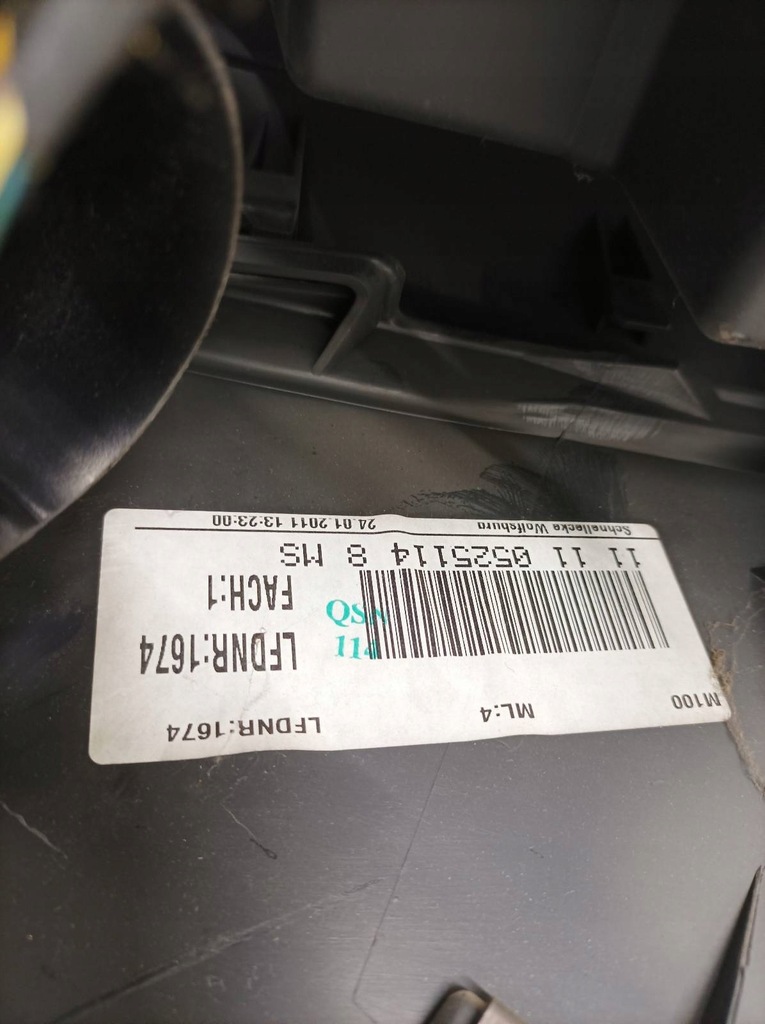 M100 ML:4 LFDNR:1674
LFDNR:1674
FACH:1
QSA
114
11 11 0525114 8 MS
Schnellecke Wolfsburg 24.01.2011 13:23:00